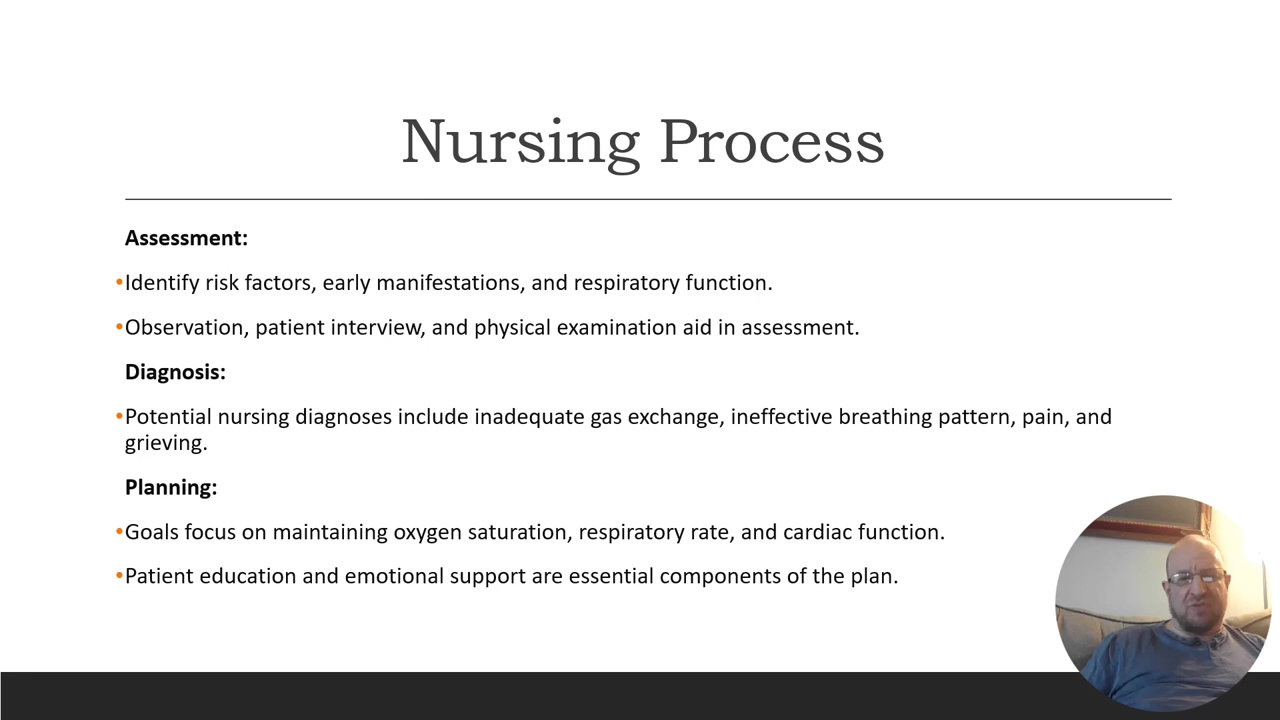 Nursing Process
Assessment:
•Identify risk factors, early manifestations, and respiratory function.
•Observation, patient interview, and physical examination aid in assessment.
Diagnosis:
•Potential nursing diagnoses include inadequate gas exchange, ineffective breathing pattern, pain, and
grieving.
Planning:
•Goals focus on maintaining oxygen saturation, respiratory rate, and cardiac function.
•Patient education and emotional support are essential components of the plan.